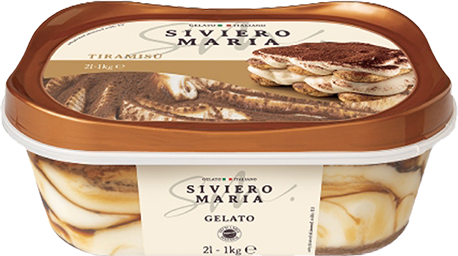 GELATO ITALIANO
SIVIERO
MARIA
TIRAMISÙ
2l-1kg e
GELATO ITALIANO
SIVIERO
MARIA
GELATO
2l - 1kg e